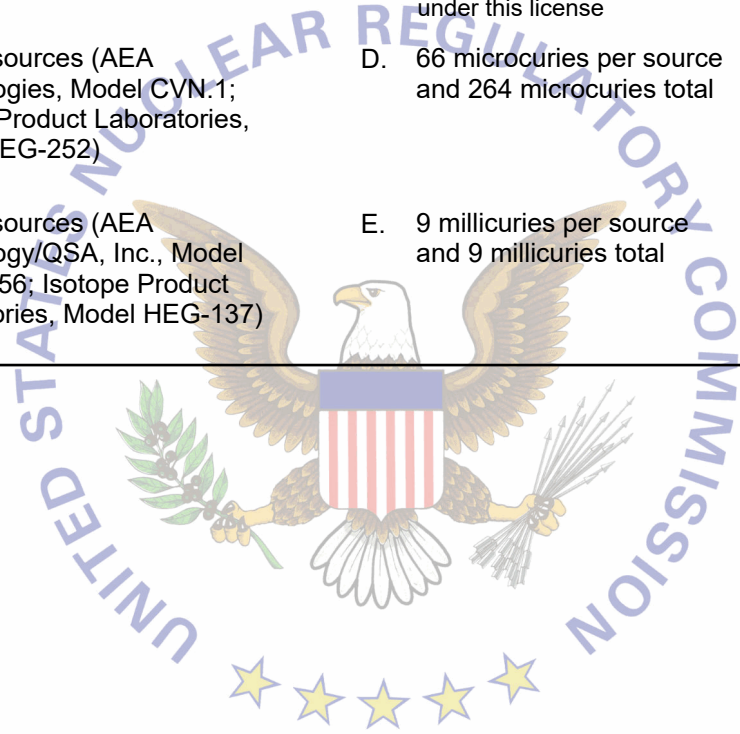 under this license
sources (AEA
ogies, Model CVN.1;
Product Laboratories,
EG-252)
D. 66 microcuries per source
and 264 microcuries total
sources (AEA
ogy/QSA, Inc., Model
56; Isotope Product
ories, Model HEG-137)
E. 9 millicuries per source
and 9 millicuries total
UNITED STATES NUCLEAR REGULATORY COMMISSION